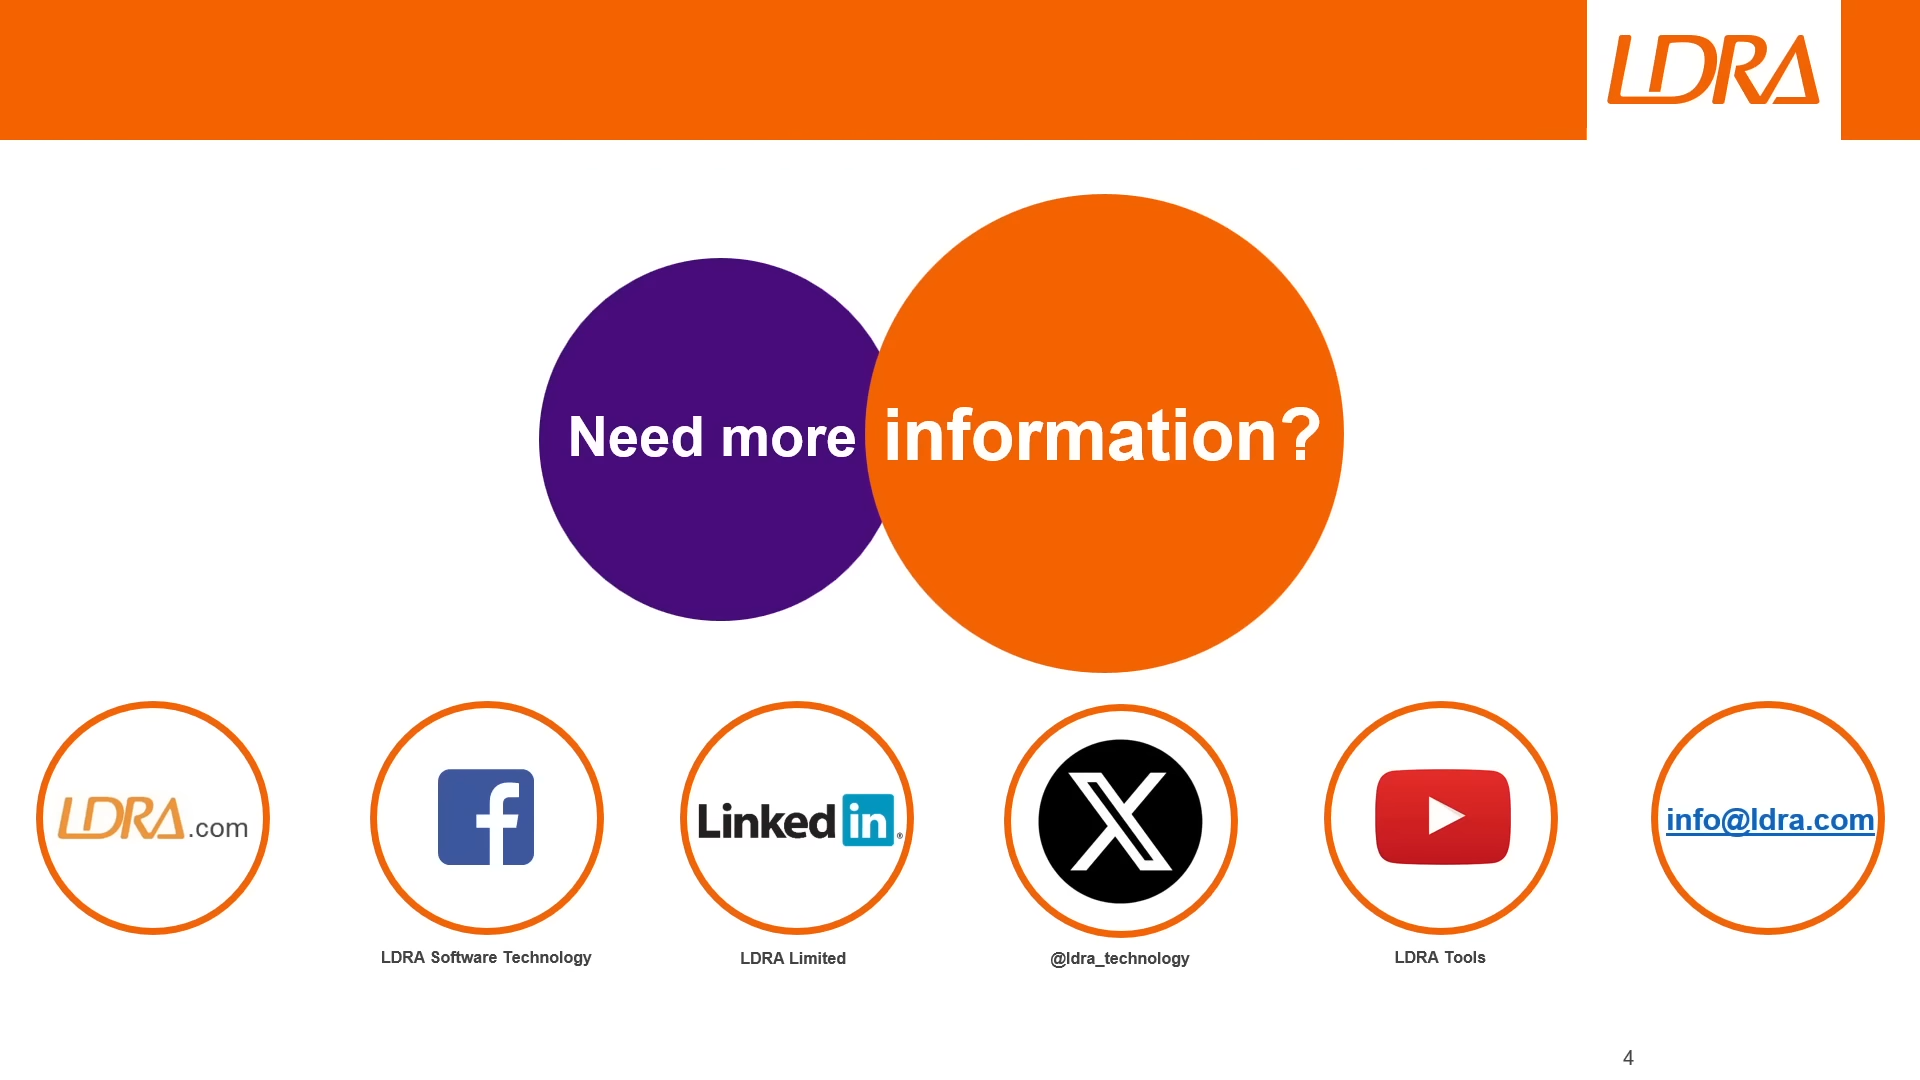 LDRA
Need more information?
LDRA.com
f
Linked in®
X
info@ldra.com
LDRA Software Technology
LDRA Limited
@ldra_technology
LDRA Tools
4